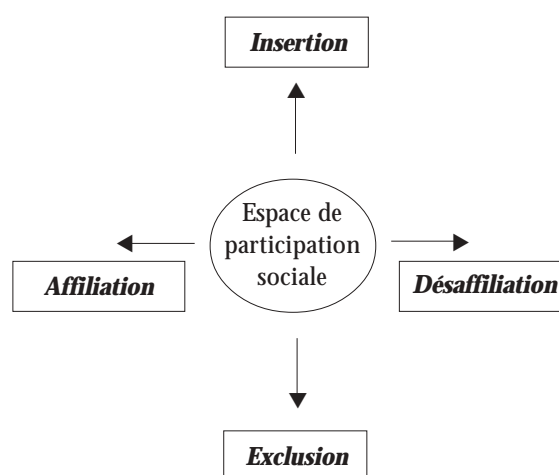 Insertion
Espace de
participation
sociale
Affiliation
Désaffiliation
Exclusion